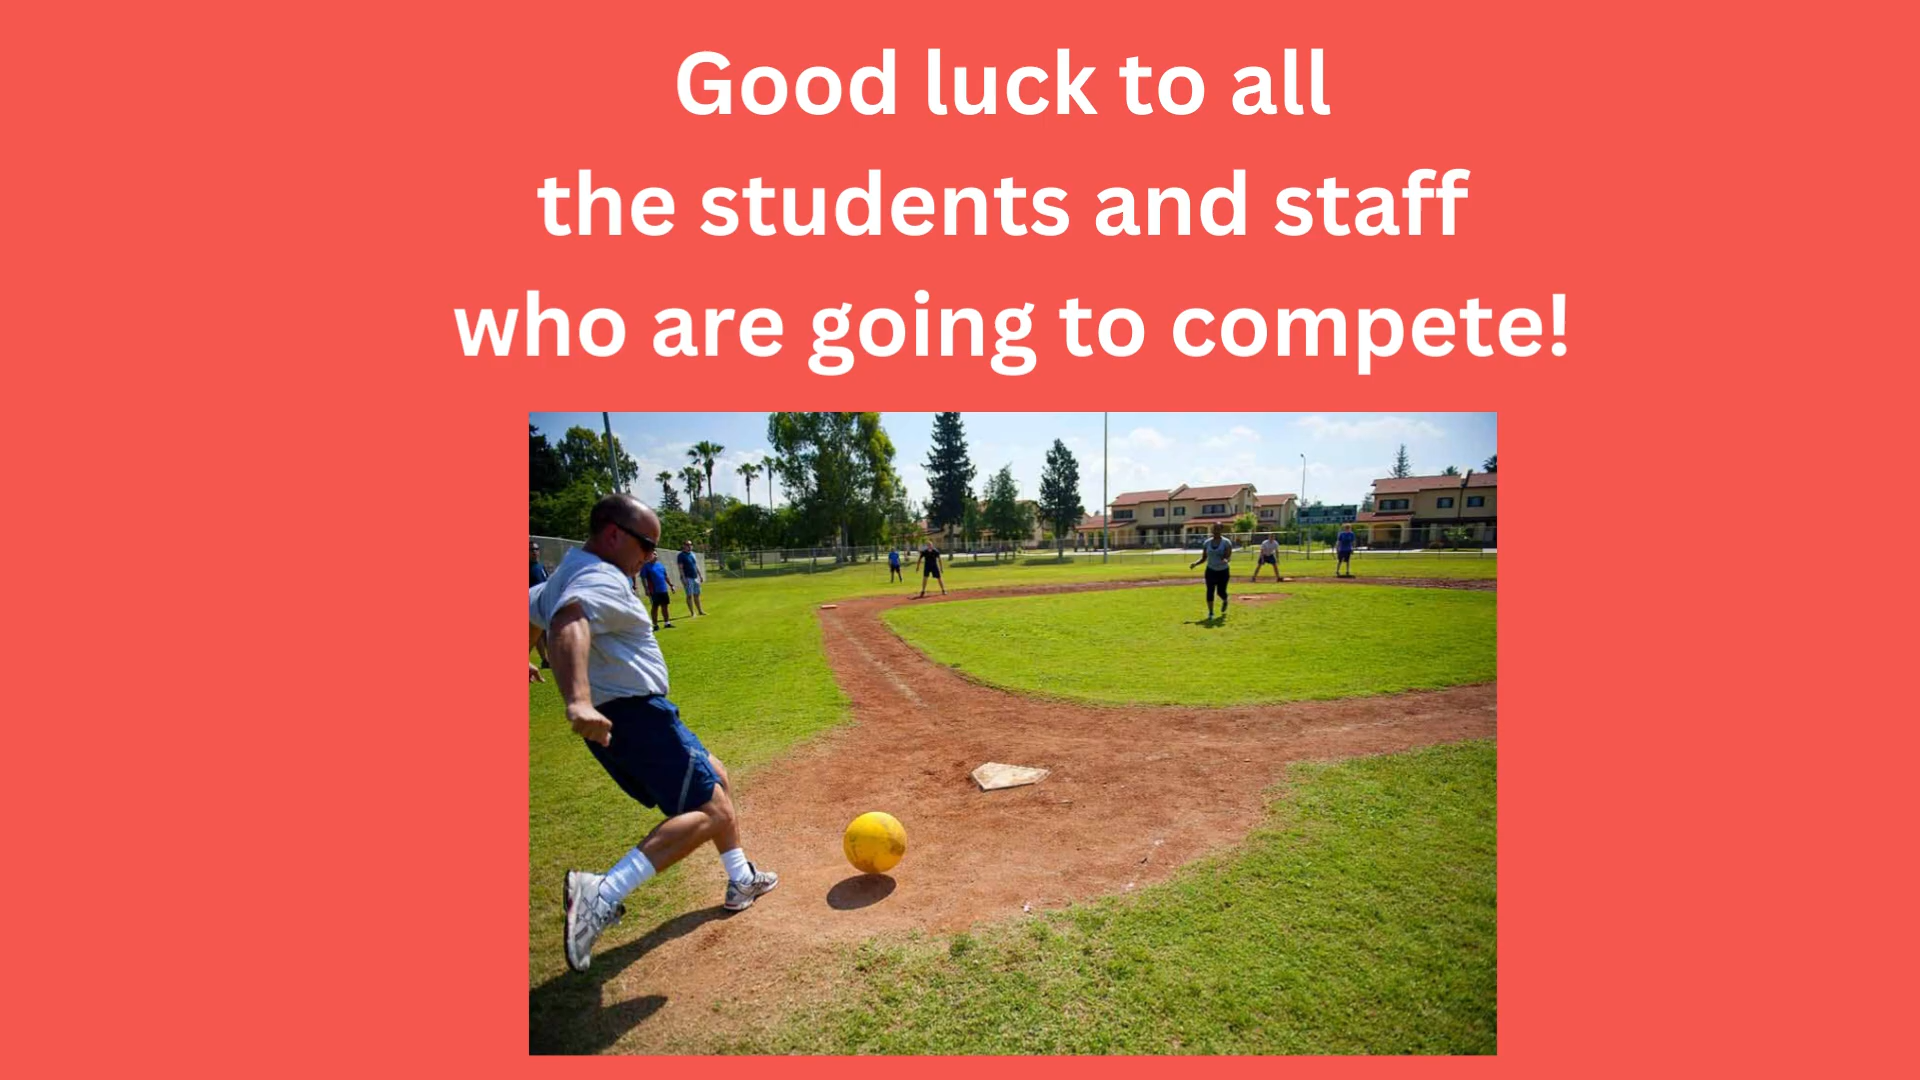 Good luck to all
the students and staff
who are going to compete!